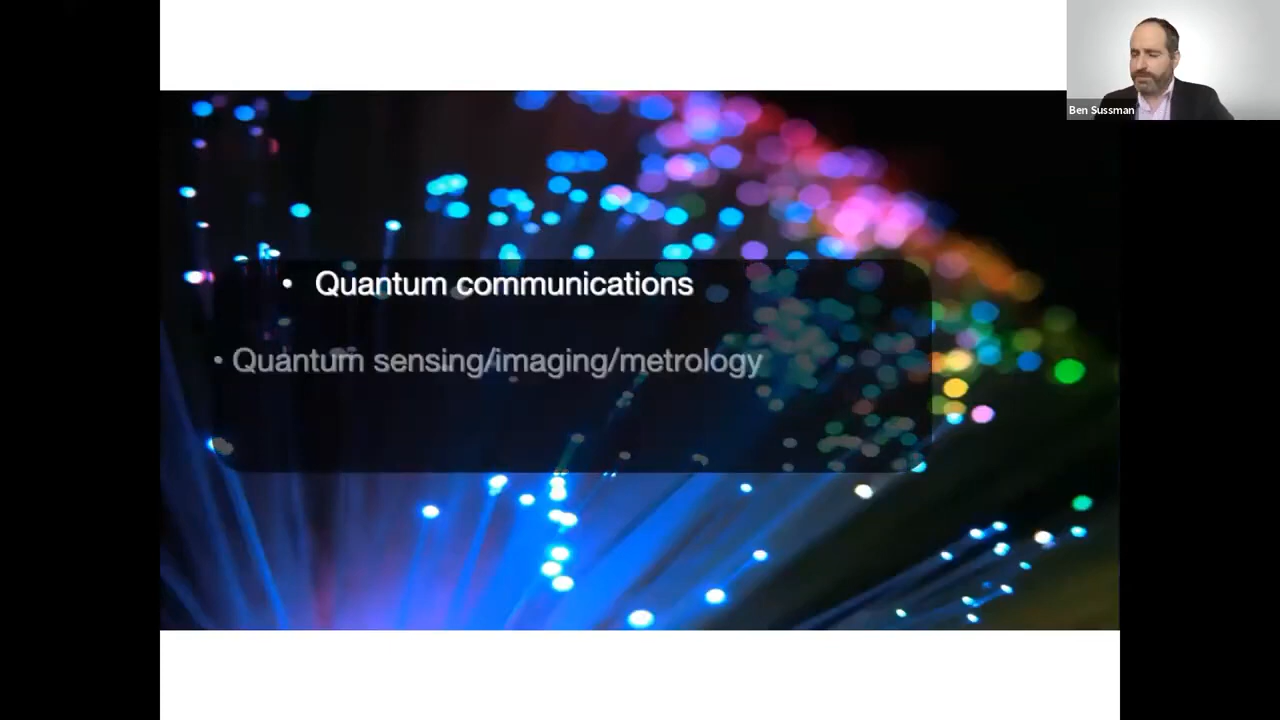 Ben Sussman
• Quantum communications
• Quantum sensing/imaging/metrology